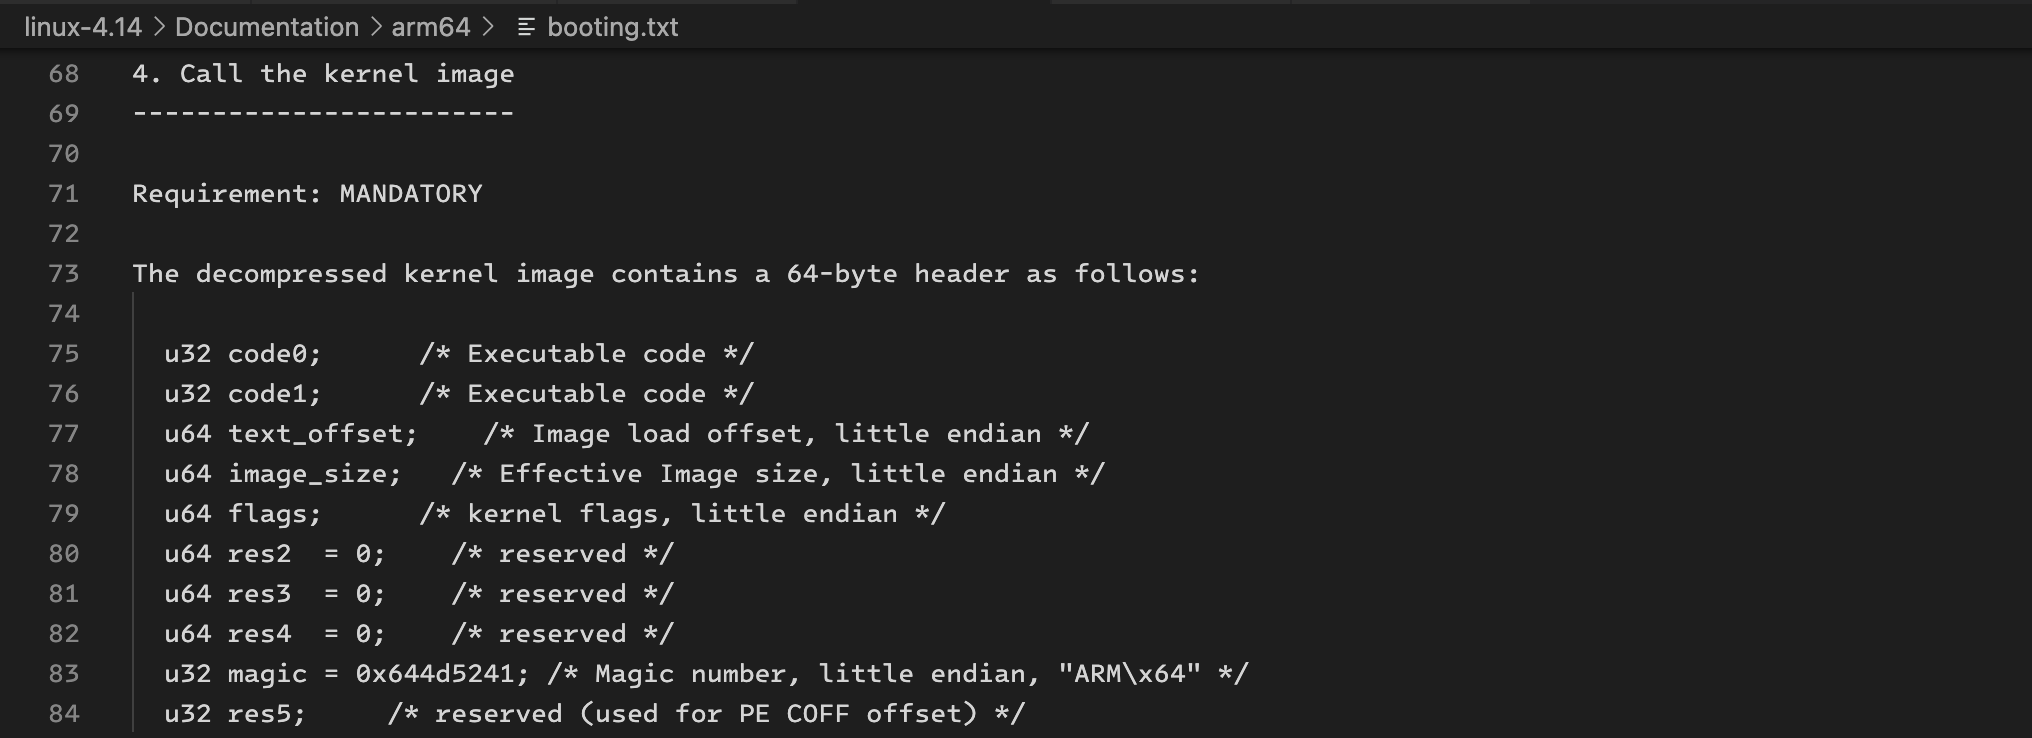 linux-4.14 > Documentation > arm64 > booting.txt
68 4. Call the kernel image
69 ------------------------
70
71 Requirement: MANDATORY
72
73 The decompressed kernel image contains a 64-byte header as follows:
74
75 u32 code0; /* Executable code */
76 u32 code1; /* Executable code */
77 u64 text_offset; /* Image load offset, little endian */
78 u64 image_size; /* Effective Image size, little endian */
79 u64 flags; /* kernel flags, little endian */
80 u64 res2 = 0; /* reserved */
81 u64 res3 = 0; /* reserved */
82 u64 res4 = 0; /* reserved */
83 u32 magic = 0x644d5241; /* Magic number, little endian, "ARM\x64" */
84 u32 res5; /* reserved (used for PE COFF offset) */